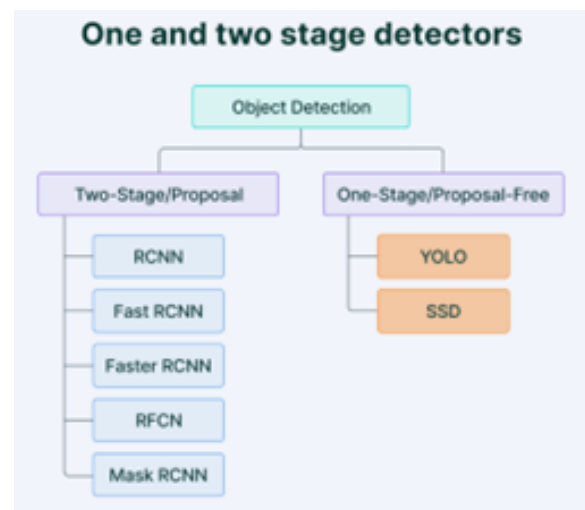 One and two stage detectors
Object Detection
Two-Stage/Proposal
RCNN
Fast RCNN
Faster RCNN
RFCN
Mask RCNN
One-Stage/Proposal-Free
YOLO
SSD